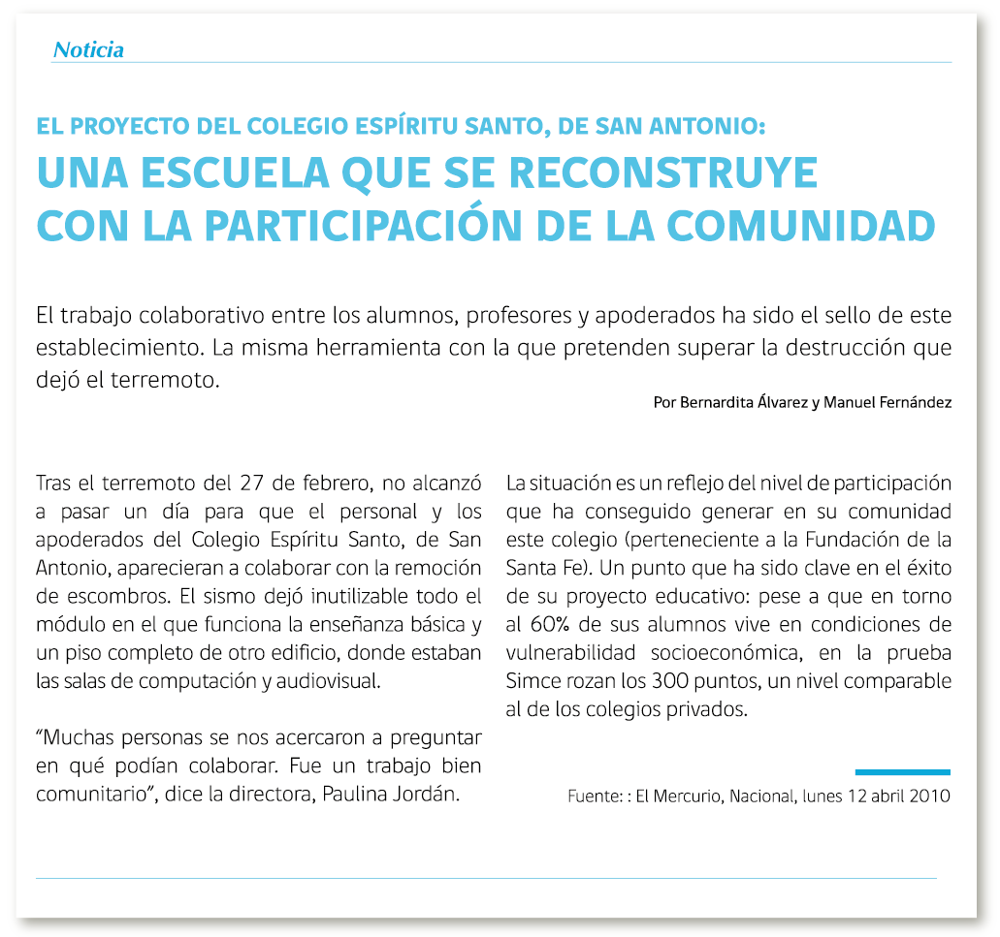 Noticia
EL PROYECTO DEL COLEGIO ESPÍRITU SANTO, DE SAN ANTONIO:
UNA ESCUELA QUE SE RECONSTRUYE
CON LA PARTICIPACIÓN DE LA COMUNIDAD
El trabajo colaborativo entre los alumnos, profesores y apoderados ha sido el sello de este
establecimiento. La misma herramienta con la que pretenden superar la destrucción que
dejó el terremoto.
Por Bernardita Álvarez y Manuel Fernández
Tras el terremoto del 27 de febrero, no alcanzó
a pasar un día para que el personal y los
apoderados del Colegio Espíritu Santo, de San
Antonio, aparecieran a colaborar con la remoción
de escombros. El sismo dejó inutilizable todo el
módulo en el que funciona la enseñanza básica y
un piso completo de otro edificio, donde estaban
las salas de computación y audiovisual.
“Muchas personas se nos acercaron a preguntar
en qué podían colaborar. Fue un trabajo bien
comunitario”, dice la directora, Paulina Jordán.
La situación es un reflejo del nivel de participación
que ha conseguido generar en su comunidad
este colegio (perteneciente a la Fundación de la
Santa Fe). Un punto que ha sido clave en el éxito
de su proyecto educativo: pese a que en torno
al 60% de sus alumnos vive en condiciones de
vulnerabilidad socioeconómica, en la prueba
Simce rozan los 300 puntos, un nivel comparable
al de los colegios privados.
Fuente: : El Mercurio, Nacional, lunes 12 abril 2010